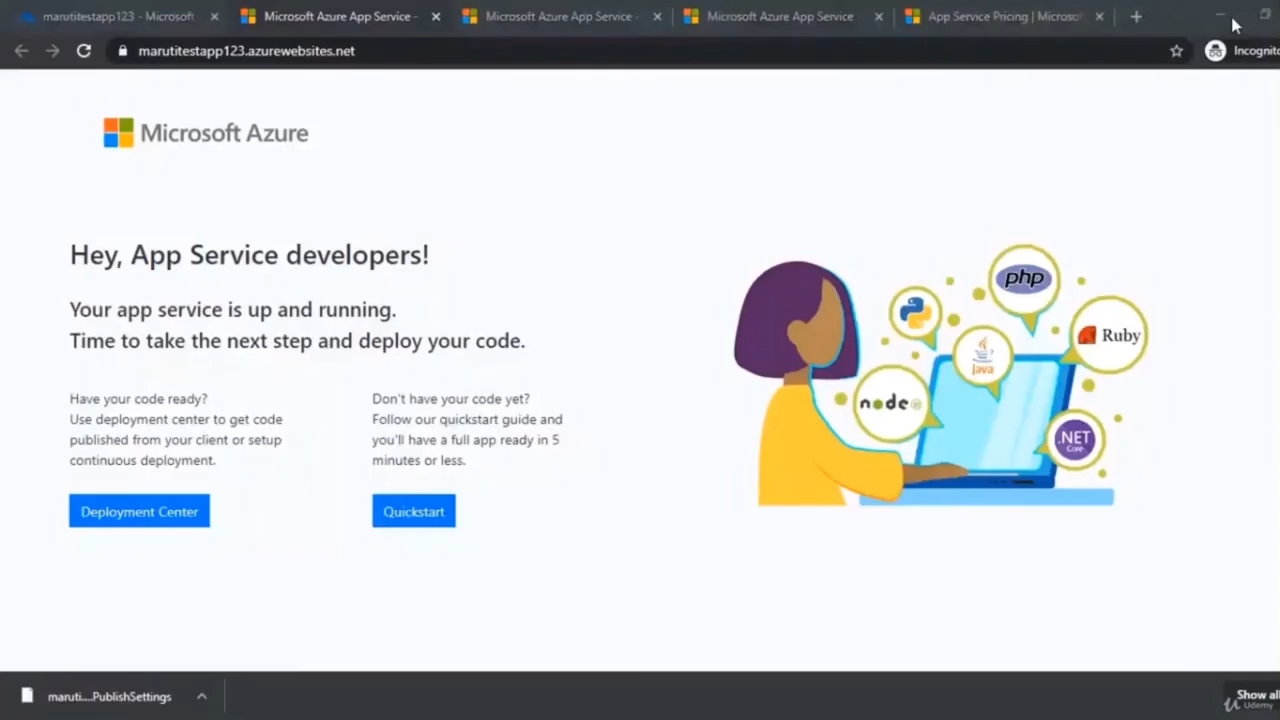 marutitestapp123 - Microsoft
Microsoft Azure App Service -
Microsoft Azure App Service -
Microsoft Azure App Service
App Service Pricing | Microsof
marutitestapp123.azurewebsites.net
Incognito
Microsoft Azure
Hey, App Service developers!
Your app service is up and running.
Time to take the next step and deploy your code.
Have your code ready?
Use deployment center to get code
published from your client or setup
continuous deployment.
Deployment Center
Don't have your code yet?
Follow our quickstart guide and
you'll have a full app ready in 5
minutes or less.
Quickstart
php
Ruby
Java
node
.NET
Core
maruti....PublishSettings
Show all
Udemy